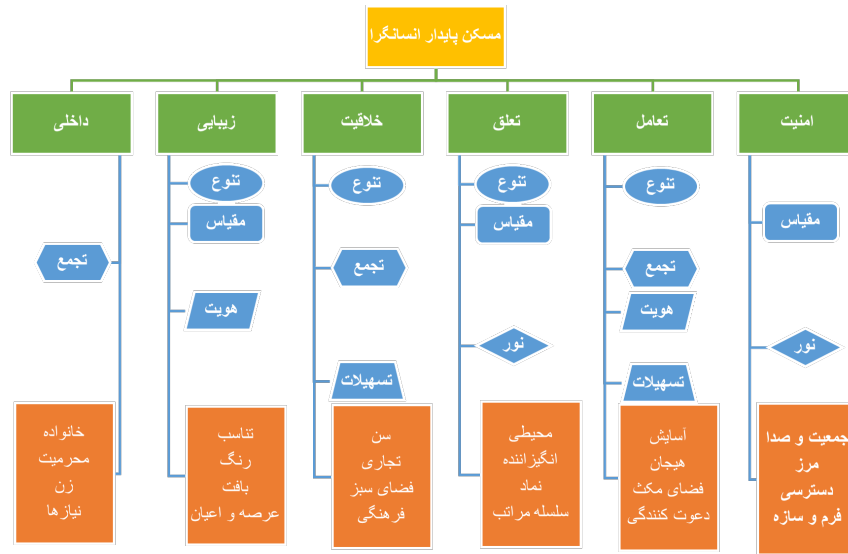 مسکن پایدار انسانگرا
امنیت
تعامل
تعلق
خلاقیت
زیبایی
داخلی
مقیاس
نور
جمعیت و صدا
مرز
دسترسی
فرم و سازه
تنوع
تجمع
هویت
تسهیلات
آسایش
هیجان
فضای مکث
دعوت کنندگی
تنوع
مقیاس
نور
محیطی
انگیزاننده
نماد
سلسله مراتب
تنوع
تجمع
تسهیلات
سن
تجاری
فضای سبز
فرهنگی
تنوع
مقیاس
هویت
تناسب
رنگ
بافت
عرصه و اعیان
تجمع
خانواده
محرمیت
زن
نیازها